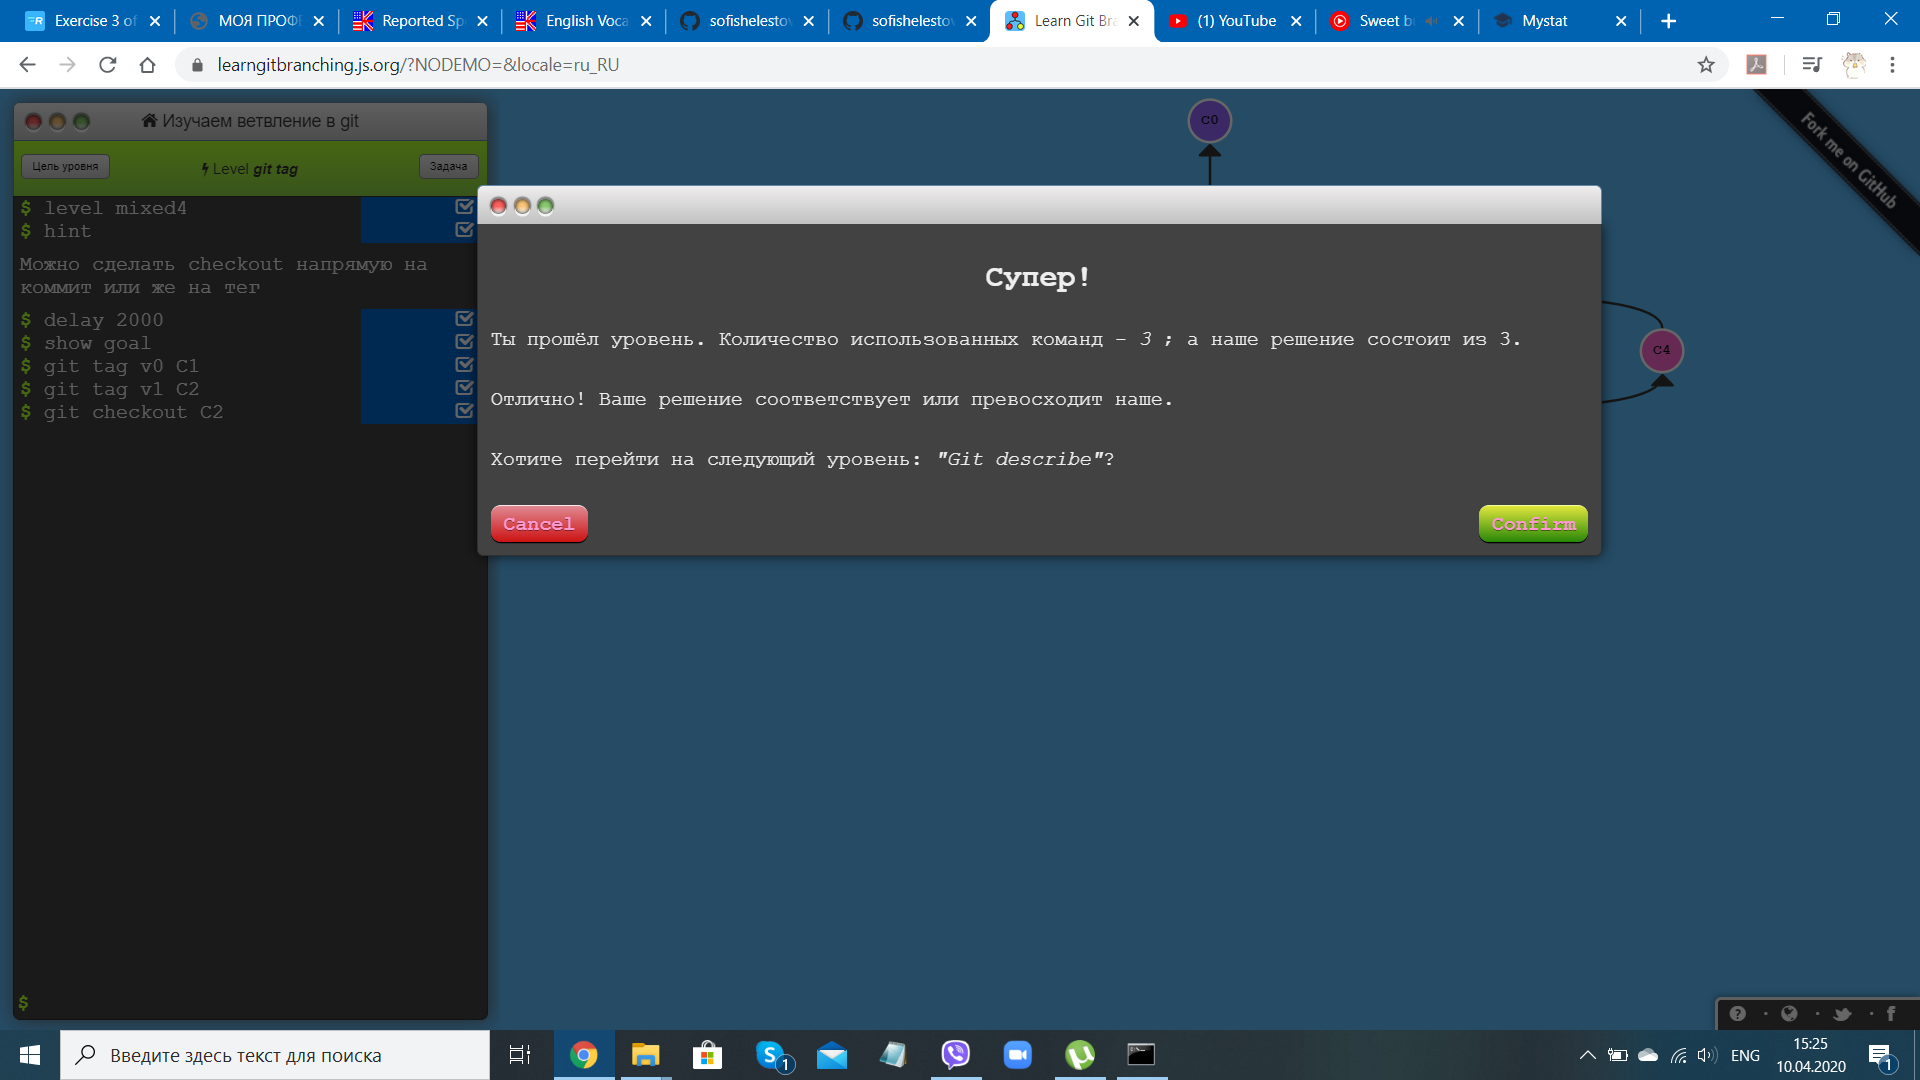 Exercise 3 of
МОЯ ПРОФЕ
Reported Sp
English Voca
sofishelestov
sofishelestov
Learn Git Bra
(1) YouTube
Sweet b
Mystat
learngitbranching.js.org/?NODEMO=&locale=ru_RU
Изучаем ветвление в git
Цель уровня
Level git tag
Задача
$ level mixed4
$ hint
Можно сделать checkout напрямую на
коммит или же на тег
$ delay 2000
$ show goal
$ git tag v0 C1
$ git tag v1 C2
$ git checkout C2
$
C0
Fork me on GitHub
C4
Супер!
Ты прошёл уровень. Количество использованных команд – 3 ; а наше решение состоит из 3.
Отлично! Ваше решение соответствует или превосходит наше.
Хотите перейти на следующий уровень: "Git describe"?
Cancel
Confirm
Введите здесь текст для поиска
1
ENG
15:25
10.04.2020
1